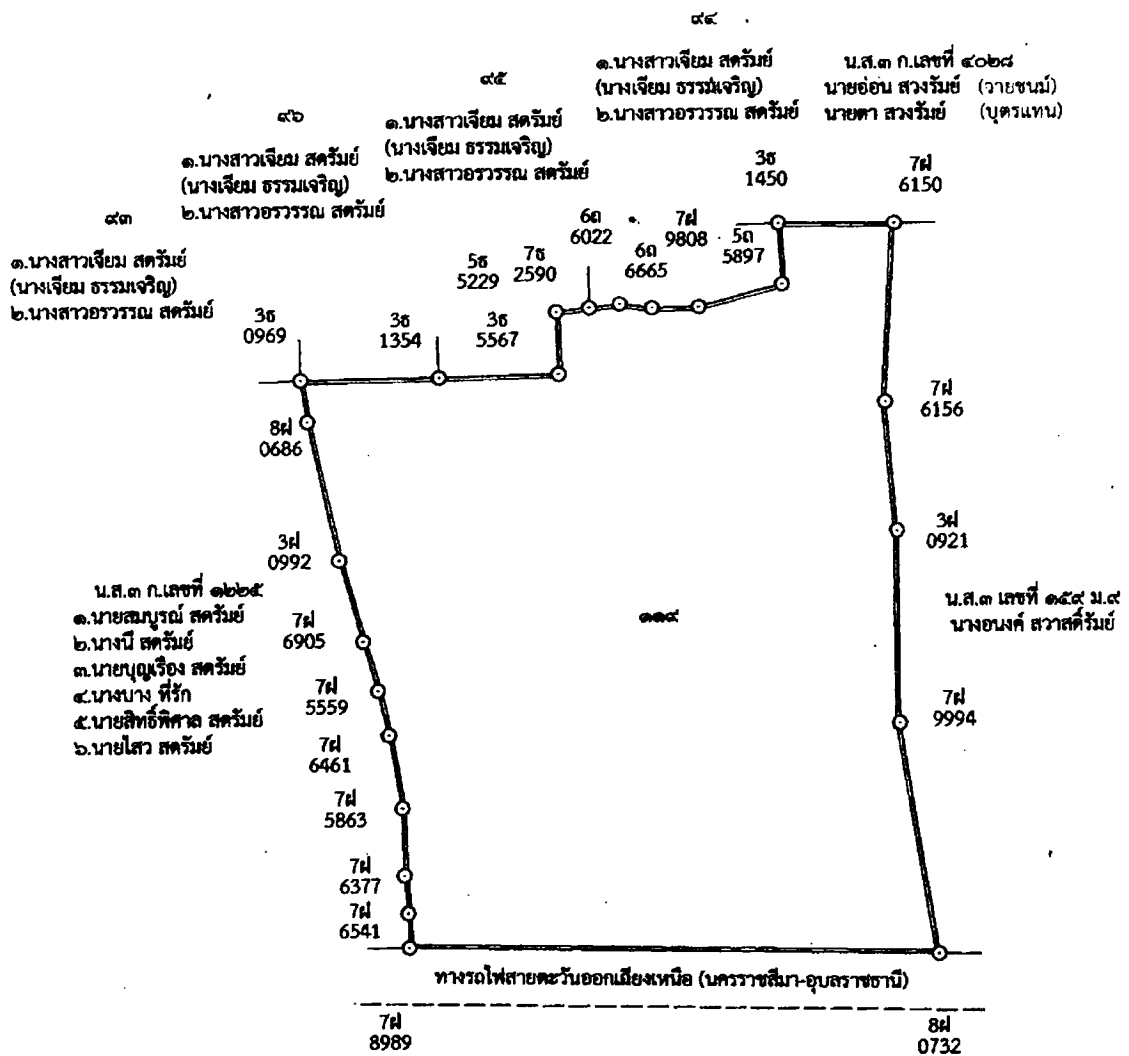 ๙๔
๑.นางสาวเจียม สดรัมย์
(นางเจียม ธรรมเจริญ)
๒.นางสาวอรวรรณ สดรัมย์
น.ส.๓ ก.เลขที่ ๔๐๒๘
นายอ่อน สวงรัมย์ (วายชนม์)
นายตา สวงรัมย์ (บุตรแทน)
๙๕
๑.นางสาวเจียม สดรัมย์
(นางเจียม ธรรมเจริญ)
๒.นางสาวอรวรรณ สดรัมย์
๙๖
๑.นางสาวเจียม สดรัมย์
(นางเจียม ธรรมเจริญ)
๒.นางสาวอรวรรณ สดรัมย์
๙๓
๑.นางสาวเจียม สดรัมย์
(นางเจียม ธรรมเจริญ)
๒.นางสาวอรวรรณ สดรัมย์
3ธ
1450
7ฝ
6150
6ถ
6022
7ฝ
9808
5ถ
5897
6ถ
6665
7ธ
2590
5ธ
5229
3ธ
0969
3ธ
1354
3ธ
5567
8ฝ
0686
7ฝ
6156
3ฝ
0921
3ฝ
0992
น.ส.๓ ก.เลขที่ ๑๒๒๕
๑.นายสมบูรณ์ สดรัมย์
๒.นางนี สดรัมย์
๓.นายบุญเรือง สดรัมย์
๔.นางบาง ที่รัก
๕.นายสิทธิ์พิศาล สดรัมย์
๖.นายไสว สดรัมย์
๑๑๙
น.ส.๓ เลขที่ ๑๕๙ ม.๙
นางอนงค์ สวาสดิ์รัมย์
7ฝ
6905
7ฝ
5559
7ฝ
6461
7ฝ
9994
7ฝ
5863
7ฝ
6377
7ฝ
6541
ทางรถไฟสายตะวันออกเฉียงเหนือ (นครราชสีมา-อุบลราชธานี)
7ฝ
8989
8ฝ
0732